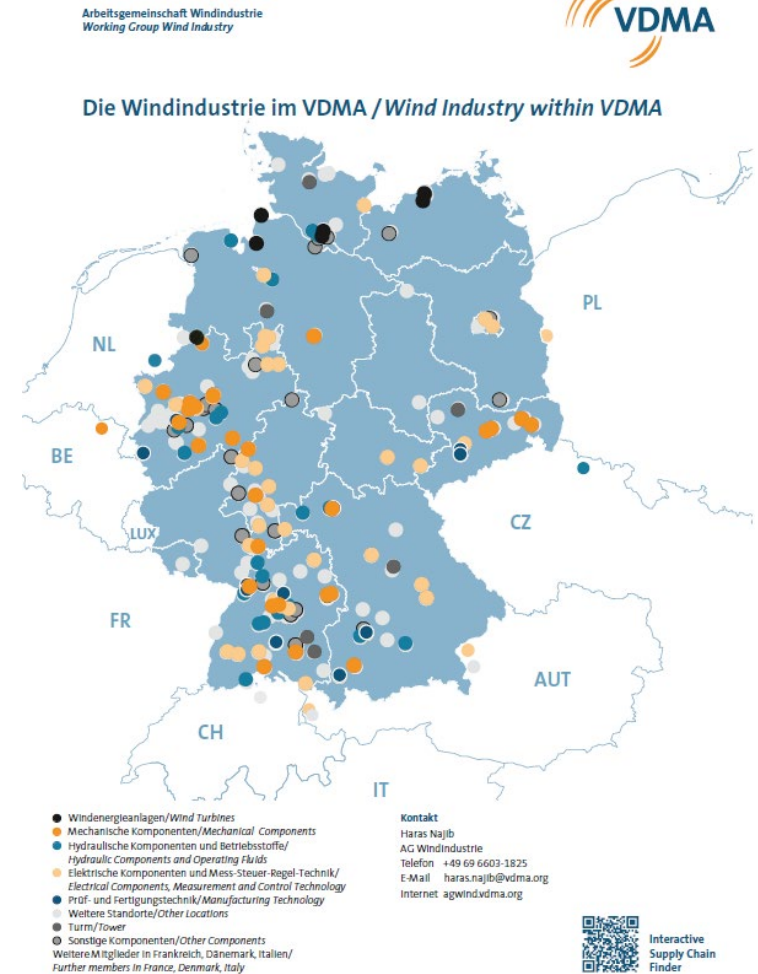 Arbeitsgemeinschaft Windindustrie
Working Group Wind Industry
VDMA
Die Windindustrie im VDMA / Wind Industry within VDMA
PL
NL
BE
LUX
CZ
FR
AUT
CH
IT
Windenergieanlagen/Wind Turbines
Mechanische Komponenten/Mechanical Components
Hydraulische Komponenten und Betriebsstoffe/
Hydraulic Components and Operating Fluids
Elektrische Komponenten und Mess-Steuer-Regel-Technik/
Electrical Components, Measurement and Control Technology
Prüf- und Fertigungstechnik/Manufacturing Technology
Weitere Standorte/Other Locations
Turm/Tower
Sonstige Komponenten/Other Components
Weitere Mitglieder in Frankreich, Dänemark, Italien/
Further members in France, Denmark, Italy
Kontakt
Haras Najib
AG Windindustrie
Telefon +49 69 6603-1825
E-Mail haras.najib@vdma.org
Internet agwind.vdma.org
Interactive
Supply Chain
Finder